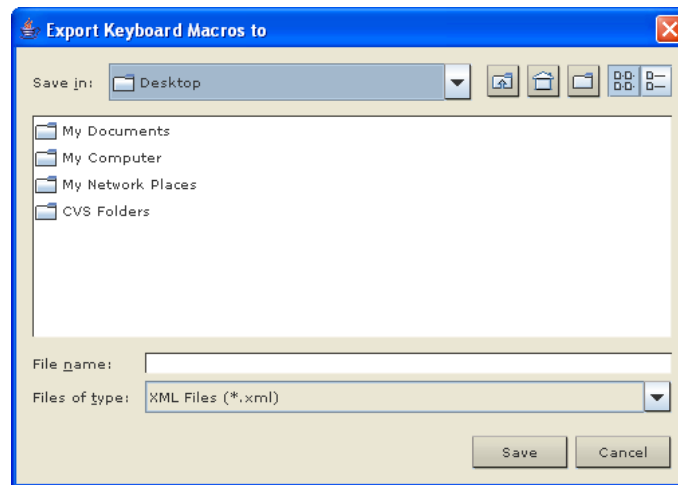 Export Keyboard Macros to
Save in: Desktop
My Documents
My Computer
My Network Places
CVS Folders
File name:
Files of type: XML Files (*.xml)
Save Cancel